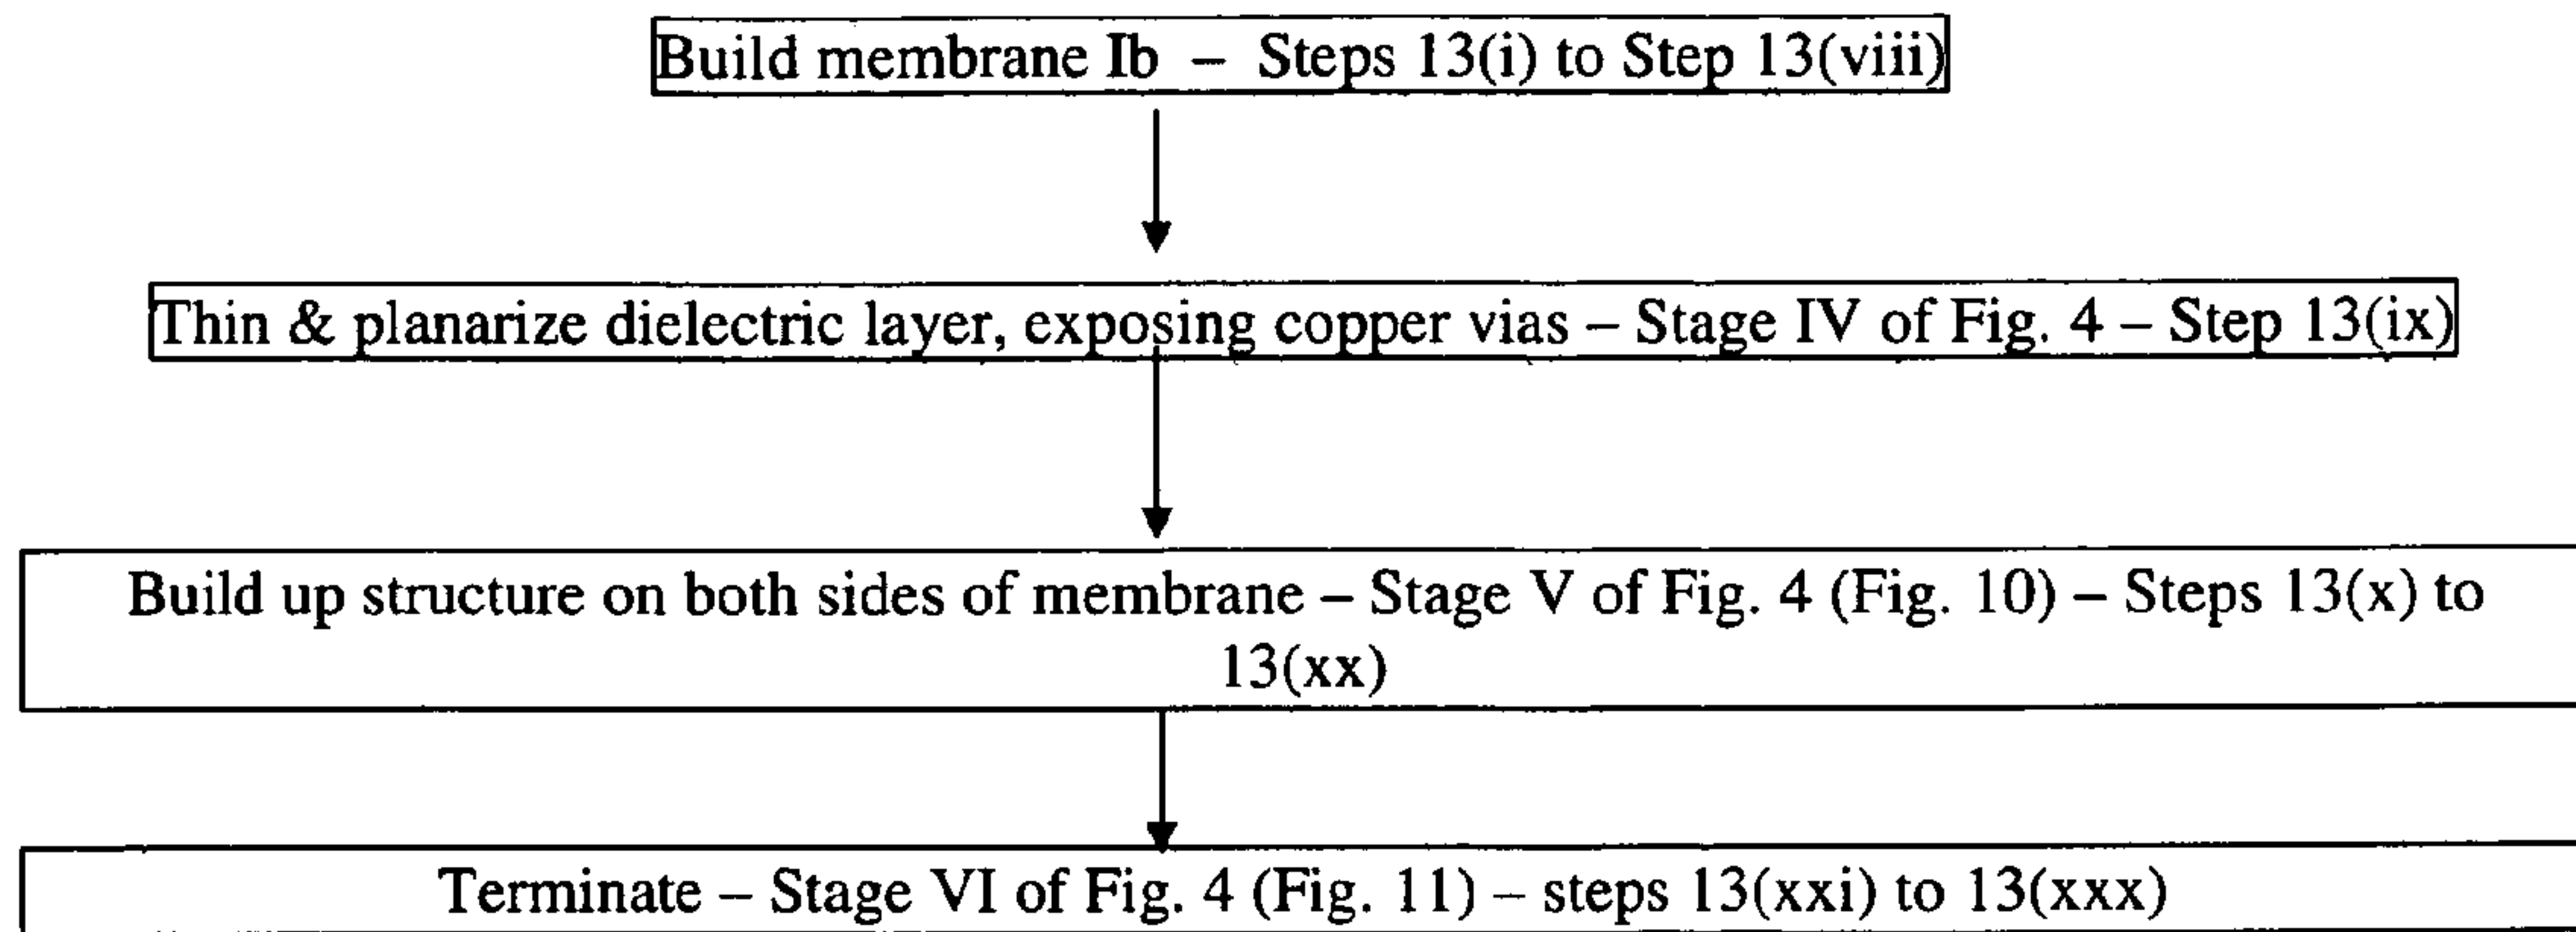 Build membrane Ib – Steps 13(i) to Step 13(viii)
Thin & planarize dielectric layer, exposing copper vias – Stage IV of Fig. 4 – Step 13(ix)
Build up structure on both sides of membrane – Stage V of Fig. 4 (Fig. 10) – Steps 13(x) to
13(xx)
Terminate – Stage VI of Fig. 4 (Fig. 11) – steps 13(xxi) to 13(xxx)